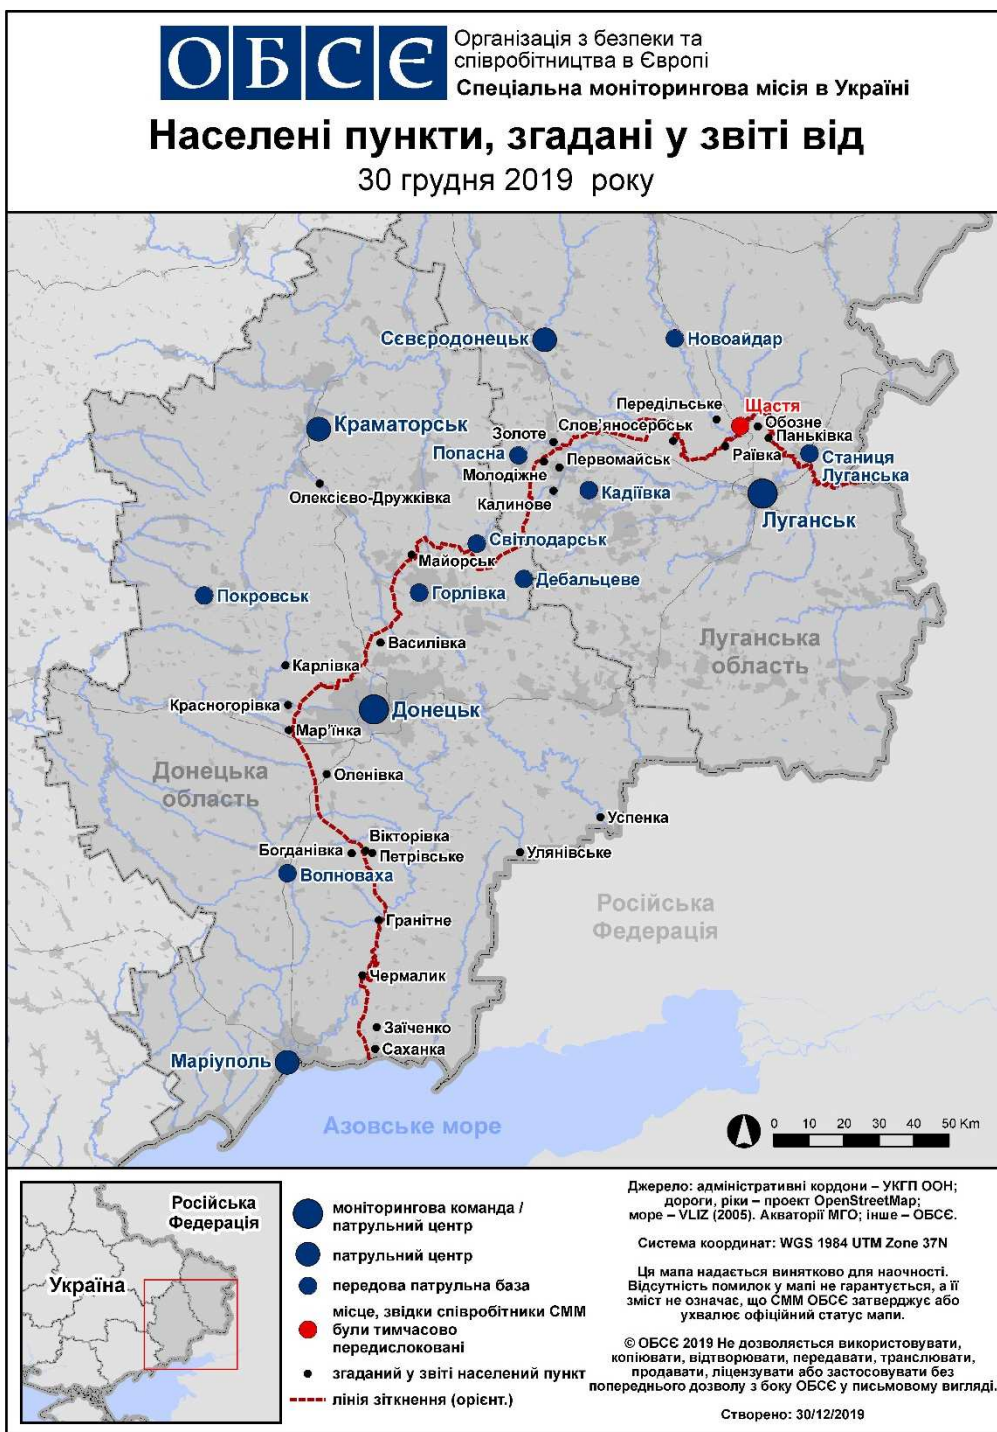 ОБСЄ
Організація з безпеки та
співробітництва в Європі
Спеціальна моніторингова місія в Україні
Населені пункти, згадані у звіті від
30 грудня 2019 року
Сєвєродонецьк
Новоайдар
Передільське
Щастя
Краматорськ
Слов'яносербськ
Обозне
Золоте
Паньківка
Попасна
Раївка
Станиця
Луганська
Первомайськ
Молодіжне
Олексієво-Дружківка
Кадіївка
Калинове
Луганськ
Світлодарськ
Майорськ
Дебальцеве
Покровськ
Горлівка
Василівка
Луганська
область
Карлівка
Красногорівка
Донецьк
Мар'їнка
Донецька
область
Оленівка
Успенка
Вікторівка
Богданівка
Петрівське
Улянівське
Волноваха
Російська
Федерація
Гранітне
Чермалик
Заїченко
Саханка
Маріуполь
Азовське море
0 10 20 30 40 50 Km
Російська
Федерація
Україна
моніторингова команда /
патрульний центр
патрульний центр
передова патрульна база
місце, звідки співробітники СММ
були тимчасово
передислоковані
згаданий у звіті населений пункт
лінія зіткнення (орієнт.)
Джерело: адміністративні кордони – УКГП ООН;
дороги, ріки – проект OpenStreetMap;
море – VLIZ (2005). Акваторії МГО; інше – ОБСЄ.
Система координат: WGS 1984 UTM Zone 37N
Ця мапа надається винятково для наочності.
Відсутність помилок у мапі не гарантується, а її
зміст не означає, що СММ ОБСЄ затверджує або
ухвалює офіційний статус мапи.
© ОБСЄ 2019 Не дозволяється використовувати,
копіювати, відтворювати, передавати, транслювати,
продавати, ліцензувати або застосовувати без
попереднього дозволу з боку ОБСЄ у письмовому вигляді.
Створено: 30/12/2019